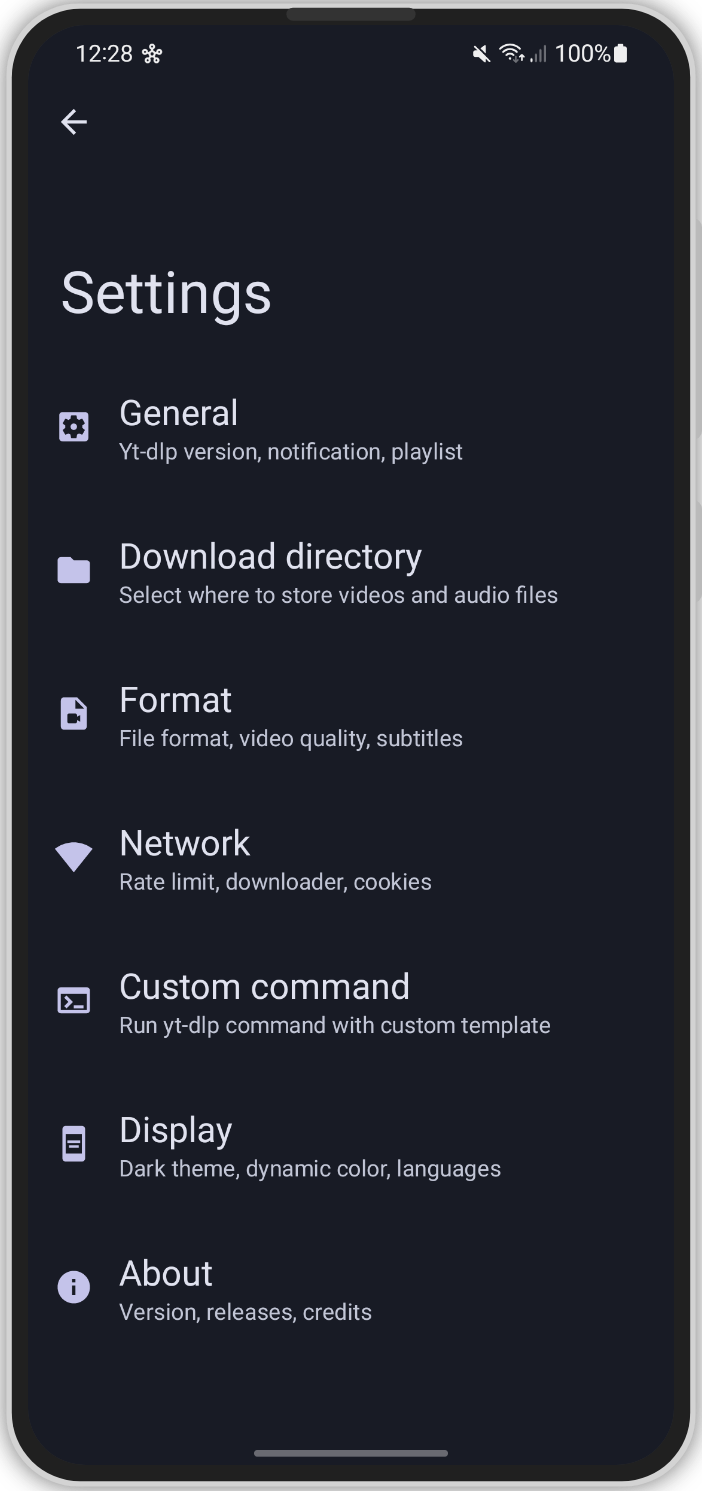 12:28
100%
Settings
General
Yt-dlp version, notification, playlist
Download directory
Select where to store videos and audio files
Format
File format, video quality, subtitles
Network
Rate limit, downloader, cookies
Custom command
Run yt-dlp command with custom template
Display
Dark theme, dynamic color, languages
About
Version, releases, credits